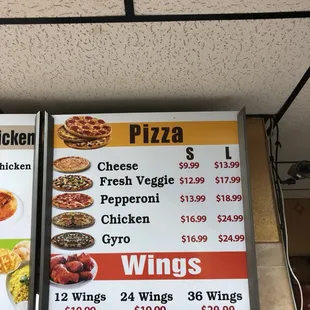 icken
hicken
Pizza
S L
Cheese $9.99 $13.99
Fresh Veggie $12.99 $17.99
Pepperoni $13.99 $18.99
Chicken $16.99 $24.99
Gyro $16.99 $24.99
Wings
12 Wings 24 Wings 36 Wings